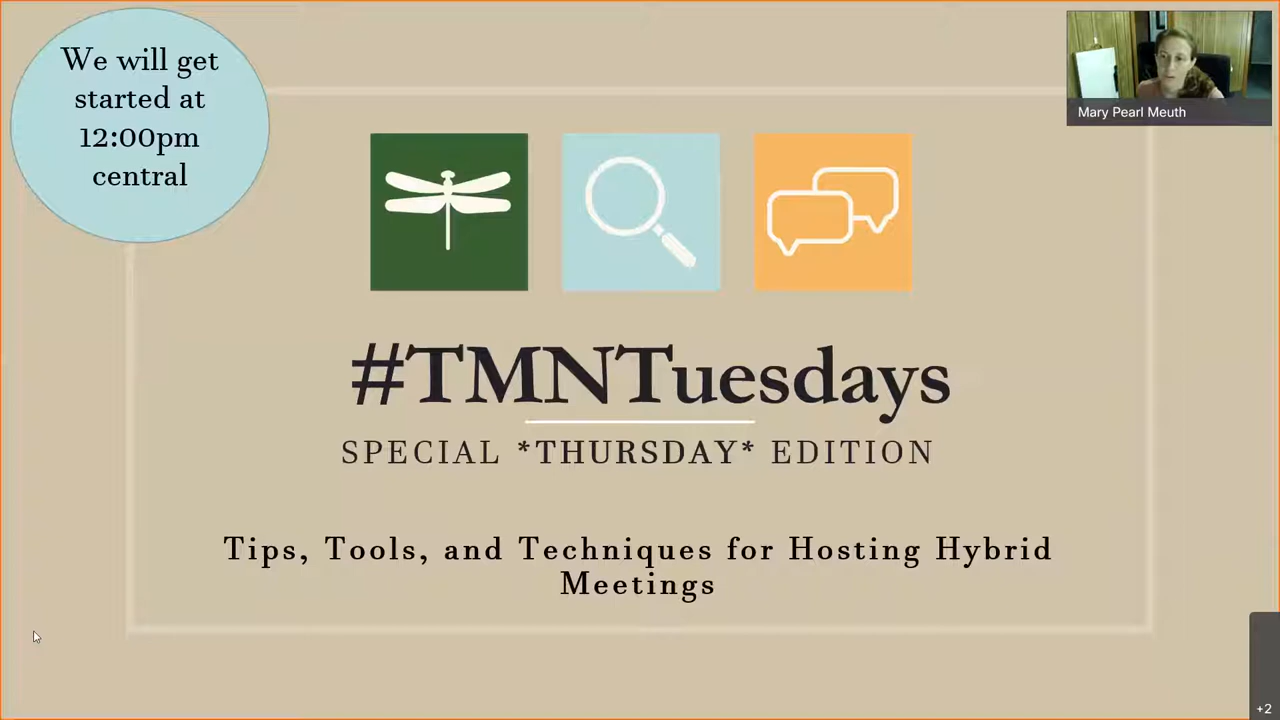 We will get
started at
12:00pm
central
Mary Pearl Meuth
#TMNTuesdays
SPECIAL *THURSDAY* EDITION
Tips, Tools, and Techniques for Hosting Hybrid
Meetings
+2